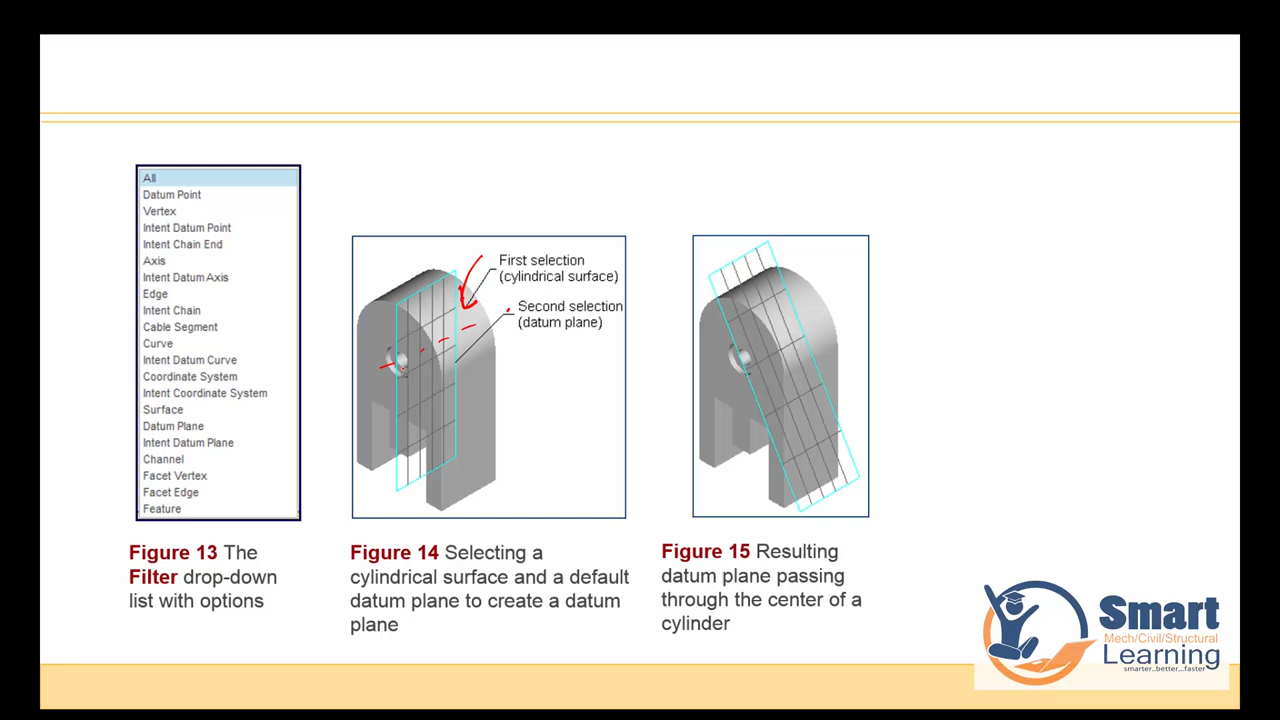 All
Datum Point
Vertex
Intent Datum Point
Intent Chain End
Axis
Intent Datum Axis
Edge
Intent Chain
Cable Segment
Curve
Intent Datum Curve
Coordinate System
Intent Coordinate System
Surface
Datum Plane
Intent Datum Plane
Channel
Facet Vertex
Facet Edge
Feature
Figure 13 The
Filter drop-down
list with options
First selection
(cylindrical surface)
Second selection
(datum plane)
Figure 14 Selecting a
cylindrical surface and a default
datum plane to create a datum
plane
Figure 15 Resulting
datum plane passing
through the center of a
cylinder
Smart
Mech/Civil/Structural
Learning
smarter..better...faster